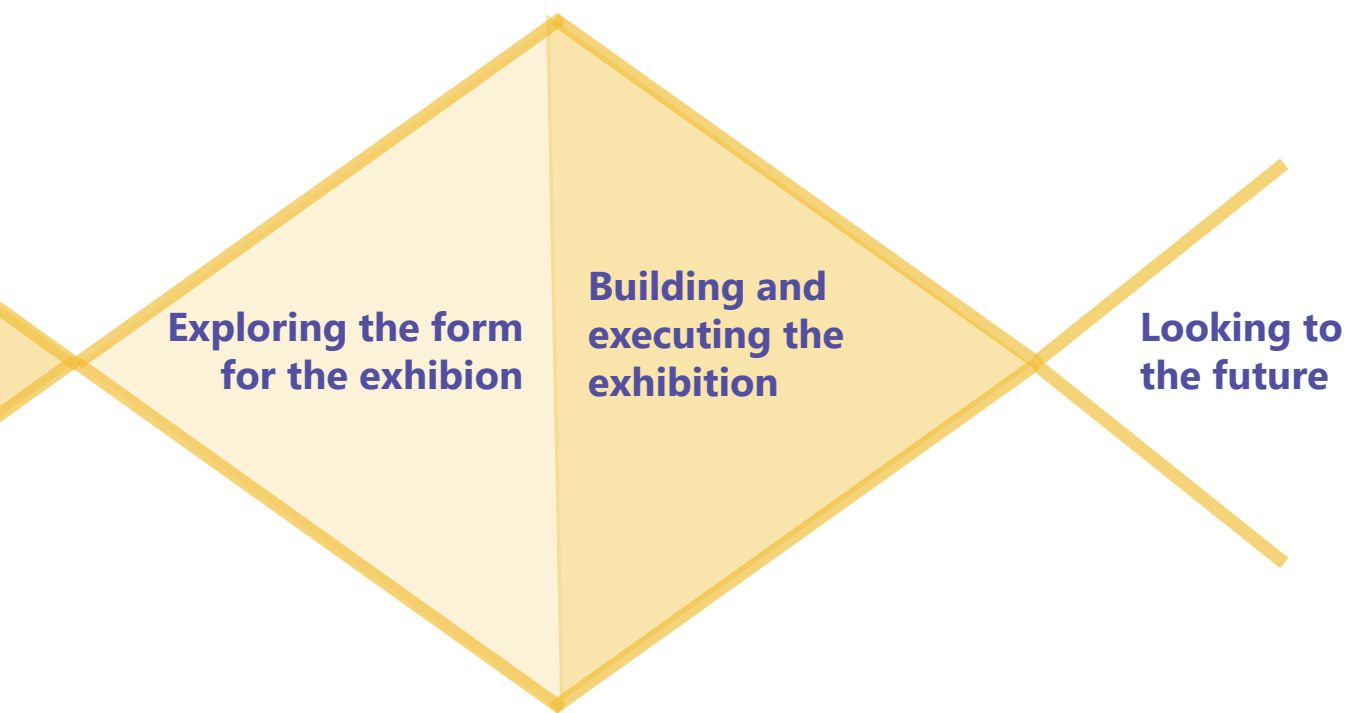 Exploring the form
for the exhibion
Building and
executing the
exhibition
Looking to
the future